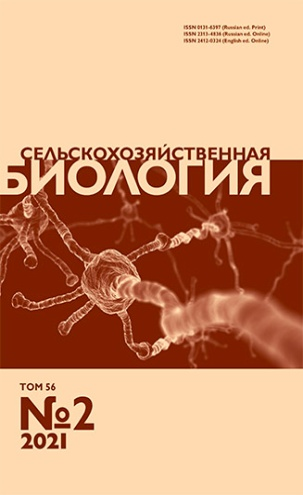 ISSN 0131-6397 (Russian ed. Print)
ISSN 2313-4836 (Russian ed. Online)
ISSN 2412-0324 (English ed. Online)
СЕЛЬСКОХОЗЯЙСТВЕННАЯ
БИОЛОГИЯ
ТОМ 56
№2
2021